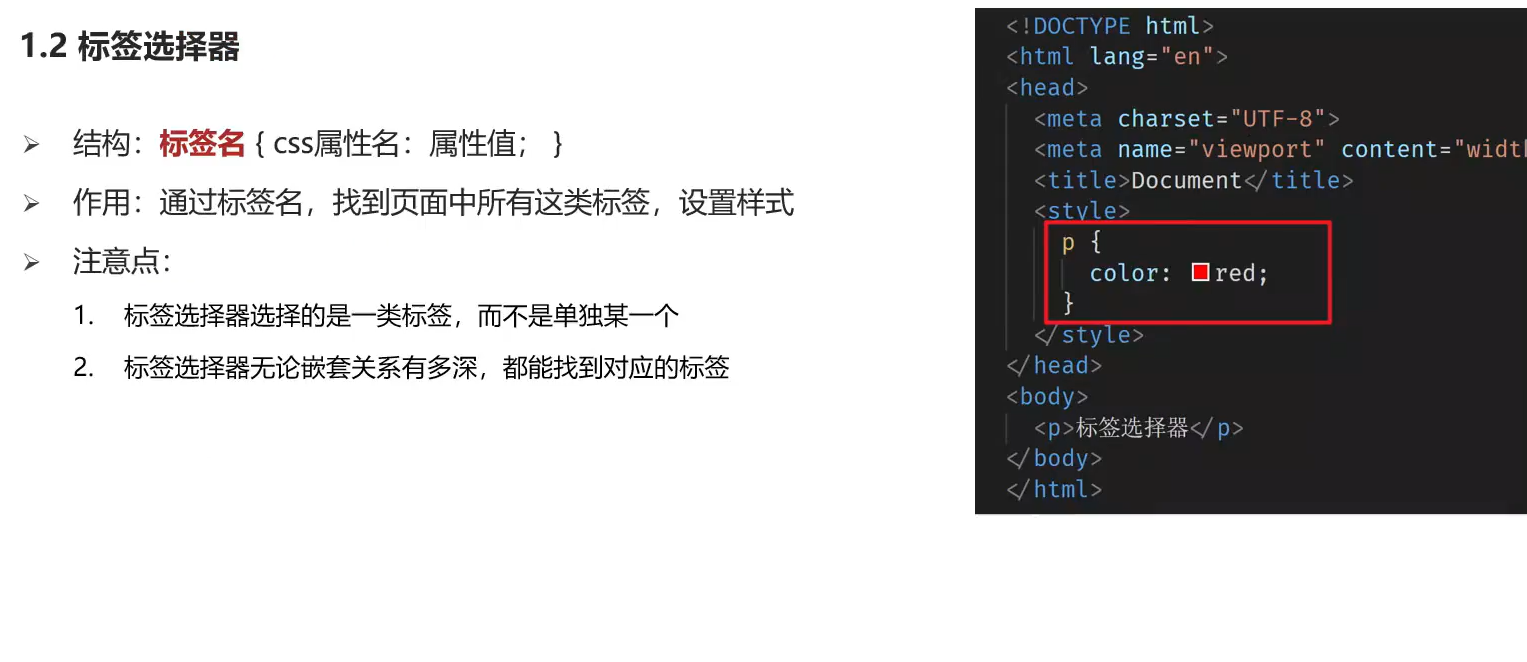 1.2 标签选择器
➢ 结构：标签名 { css属性名：属性值； }
➢ 作用：通过标签名，找到页面中所有这类标签，设置样式
➢ 注意点：
1. 标签选择器选择的是一类标签，而不是单独某一个
2. 标签选择器无论嵌套关系有多深，都能找到对应的标签
<!DOCTYPE html>
<html lang="en">
<head>
<meta charset="UTF-8">
<meta name="viewport" content="width
<title>Document</title>
<style>
p {
color: red;
}
</style>
</head>
<body>
<p>标签选择器</p>
</body>
</html>